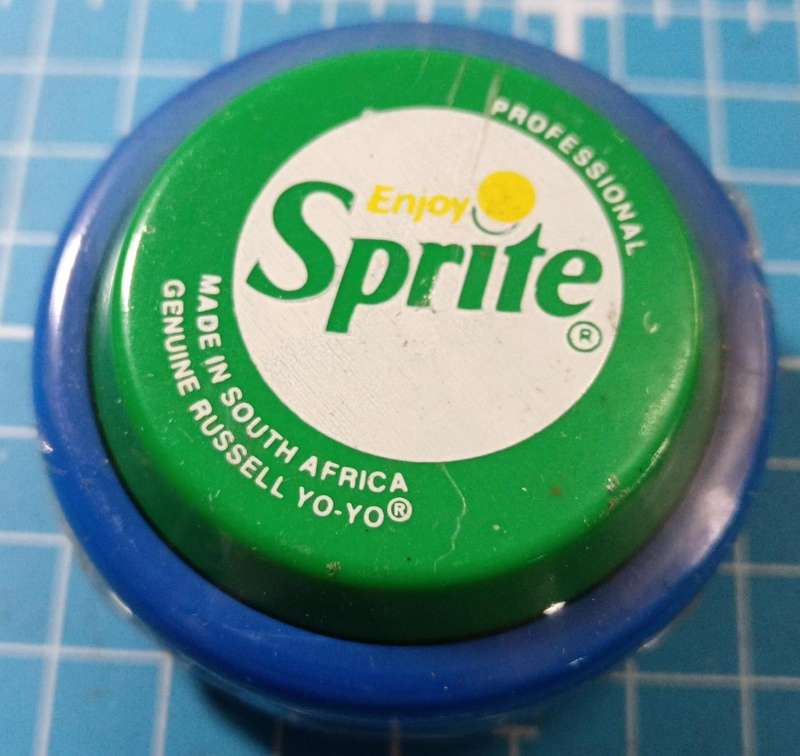 PROFESSIONAL
Enjoy
Sprite®
MADE IN SOUTH AFRICA
GENUINE RUSSELL YO-YO®